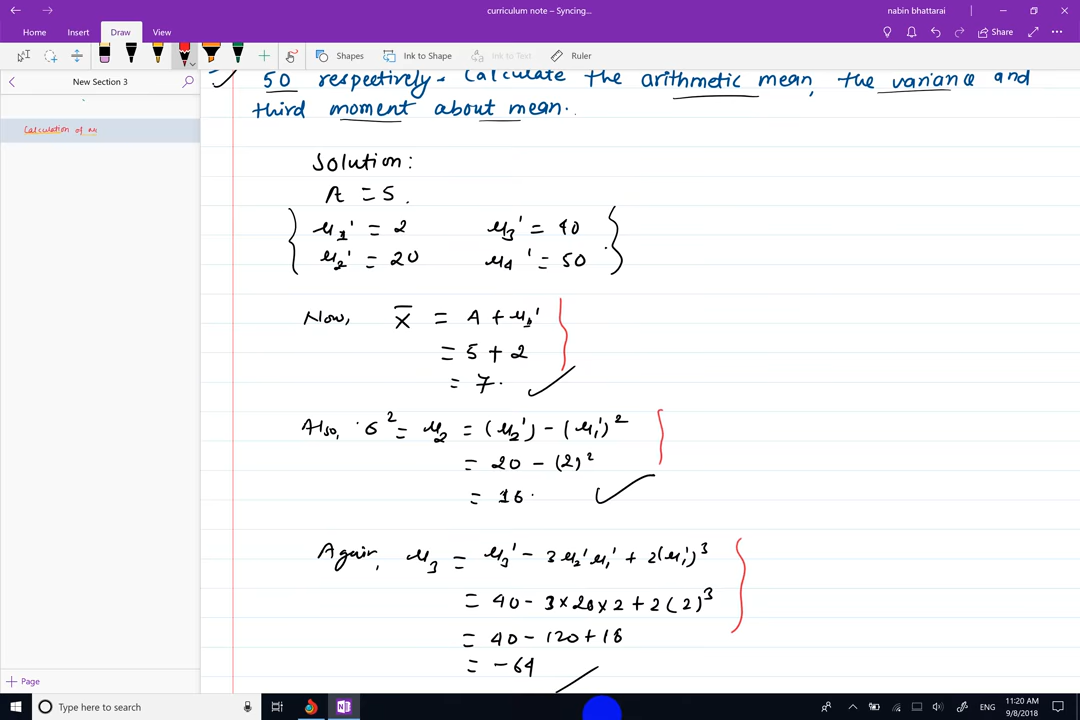 curriculum note – Syncing...
nabin bhattarai
Home Insert Draw View
Share
Shapes Ink to Shape Ink to Text Ruler
New Section 3
Calculation of
50 respectively. Calculate the arithmetic mean, the variance and
third moment about mean.
Solution:
A = 5.
μ1' = 2 μ3' = 40
μ2' = 20 μ4' = 50
Now, X̅ = A + μ1'
= 5 + 2
= 7.
Also, σ² = μ2 = (μ2') – (μ1')²
= 20 – (2)²
= 16.
Again, μ3 = μ3' – 3μ2'μ1' + 2(μ1')³
= 40 – 3×20×2 + 2(2)³
= 40 – 120 + 16
= –64
+ Page
Type here to search
ENG
11:20 AM
9/8/2018